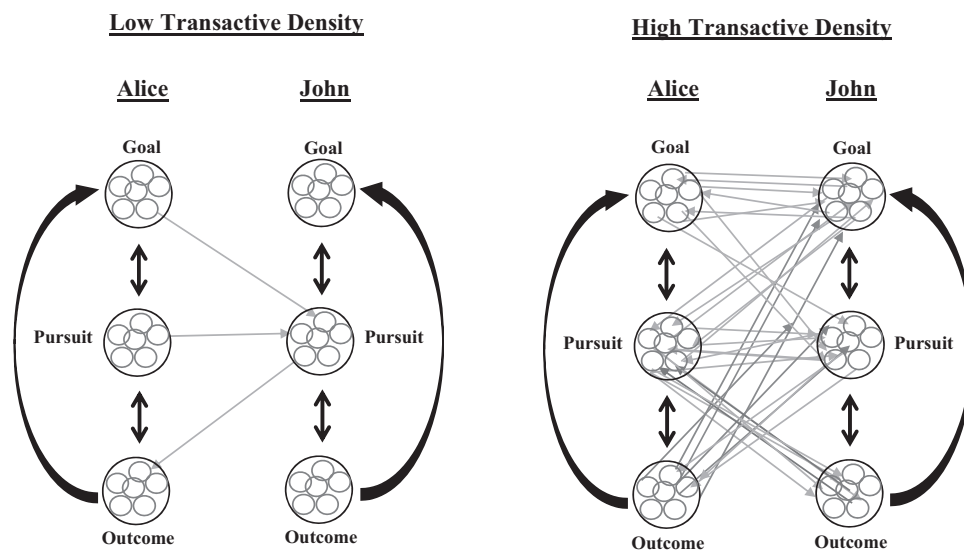 Low Transactive Density
Alice
John
Goal
Goal
Pursuit
Pursuit
Outcome
Outcome
High Transactive Density
Alice
John
Goal
Goal
Pursuit
Pursuit
Outcome
Outcome